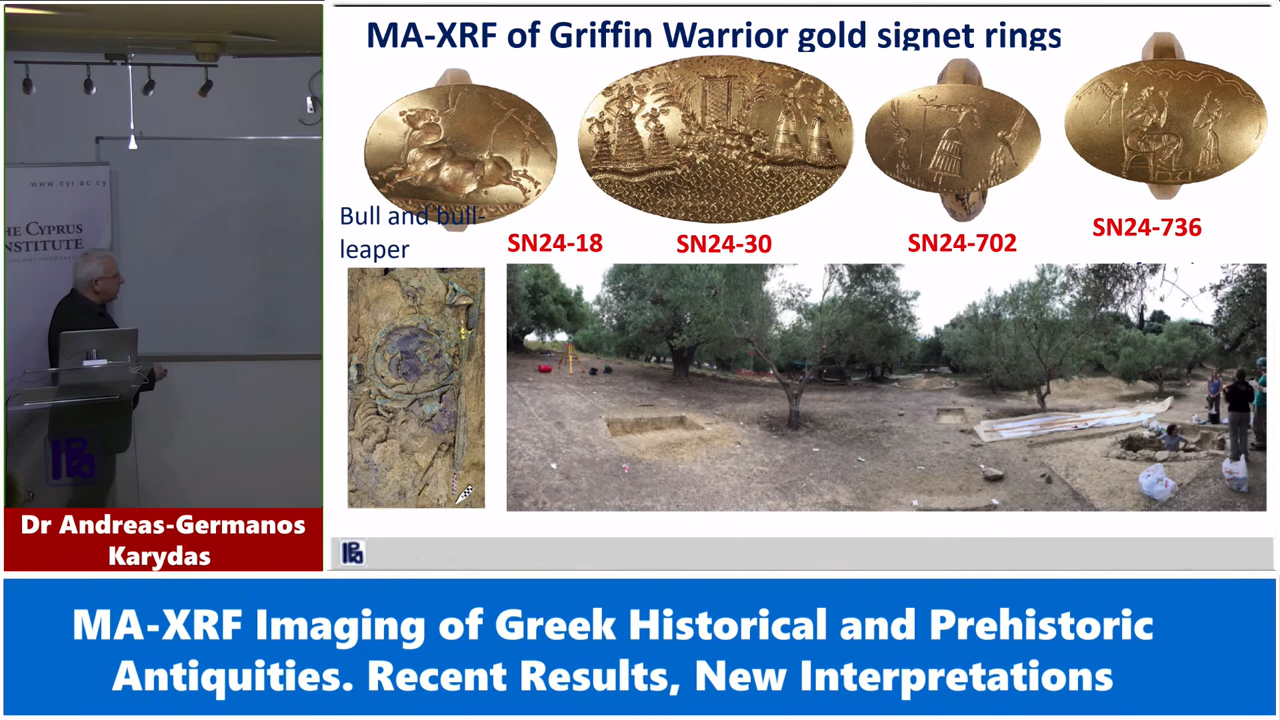 MA-XRF of Griffin Warrior gold signet rings
Bull and bull-
leaper
SN24-18
SN24-30
SN24-702
SN24-736
www.cyi.ac.cy
HE CYPRUS
NSTITUTE
Dr Andreas-Germanos
Karydas
MA-XRF Imaging of Greek Historical and Prehistoric
Antiquities. Recent Results, New Interpretations